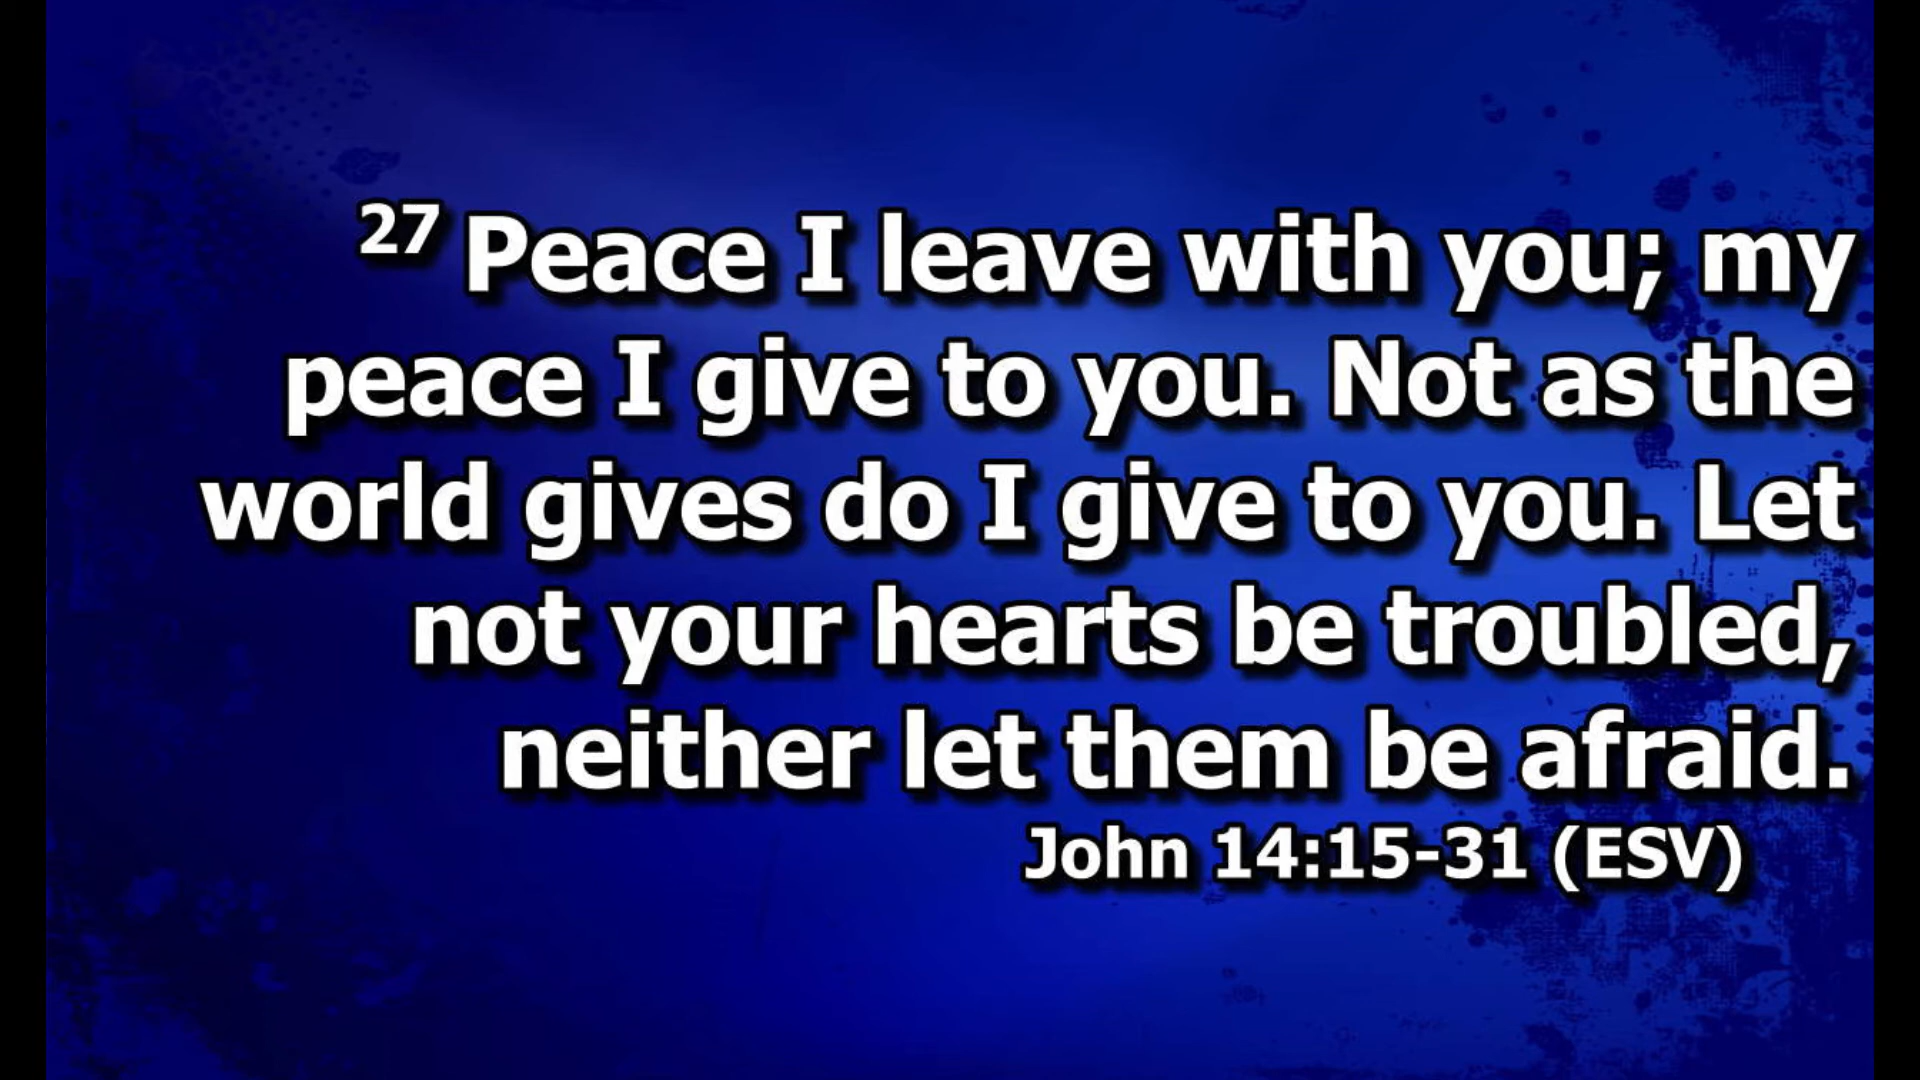 27 Peace I leave with you; my
peace I give to you. Not as the
world gives do I give to you. Let
not your hearts be troubled,
neither let them be afraid.
John 14:15-31 (ESV)